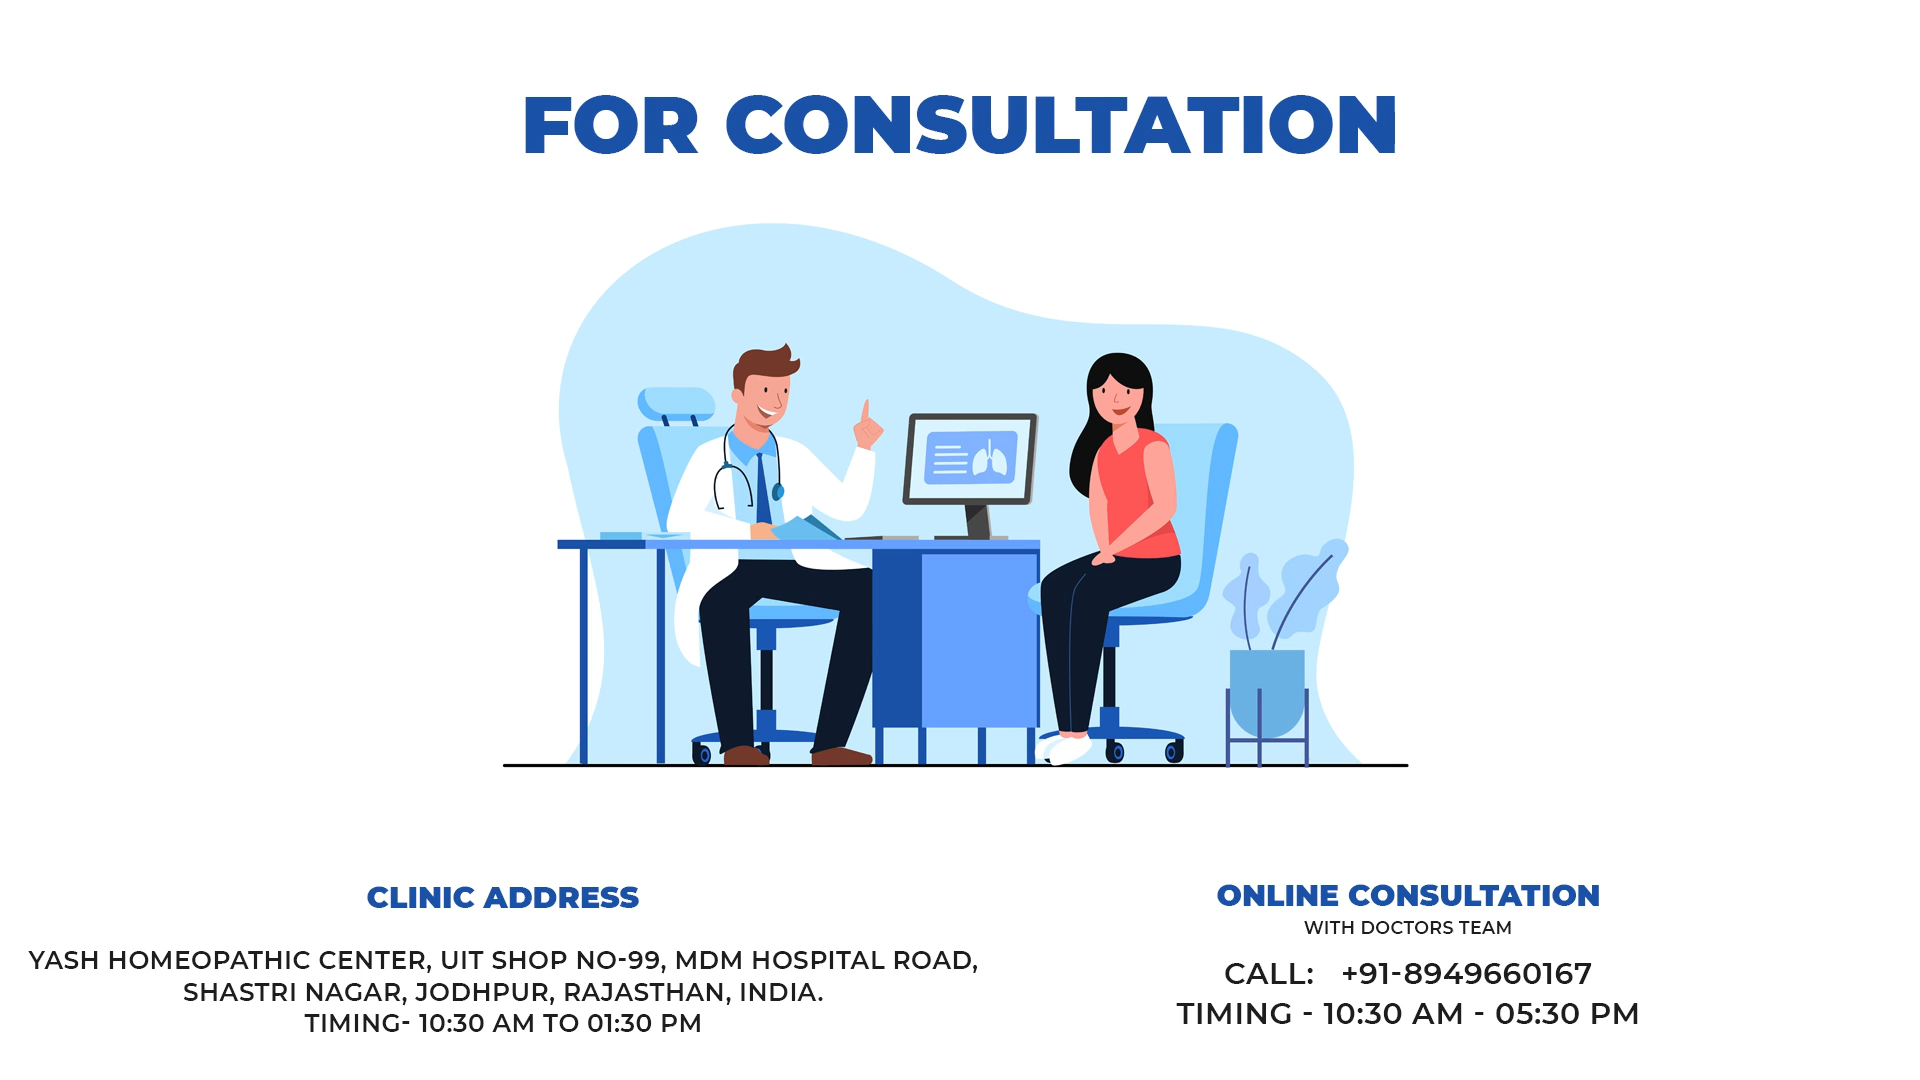 FOR CONSULTATION
CLINIC ADDRESS
YASH HOMEOPATHIC CENTER, UIT SHOP NO-99, MDM HOSPITAL ROAD,
SHASTRI NAGAR, JODHPUR, RAJASTHAN, INDIA.
TIMING- 10:30 AM TO 01:30 PM
ONLINE CONSULTATION
WITH DOCTORS TEAM
CALL: +91-8949660167
TIMING - 10:30 AM - 05:30 PM